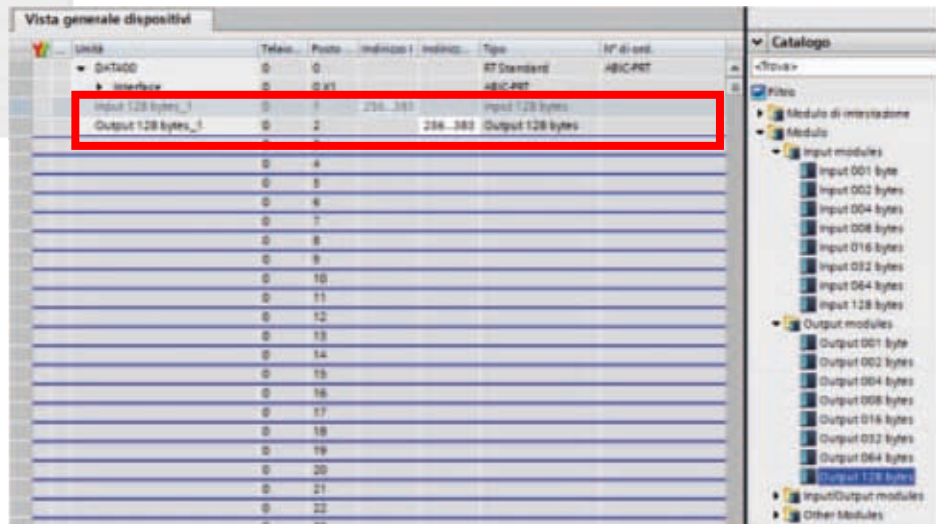 Vista generale dispositivi
... Unità Telaio... Posto Indirizzo I Indirizz... Tipo N° di ord.
DAT400 0 0 RT Standard ABIC-PRT
Interface 0 0 X1 ABIC-PRT
Input 128 bytes_1 0 1 256...383 Input 128 bytes
Output 128 bytes_1 0 2 256...383 Output 128 bytes
0 3
0 4
0 5
0 6
0 7
0 8
0 9
0 10
0 11
0 12
0 13
0 14
0 15
0 16
0 17
0 18
0 19
0 20
0 21
0 22
Catalogo
<Trova>
Filtro
Modulo di intestazione
Modulo
Input modules
Input 001 byte
Input 002 bytes
Input 004 bytes
Input 008 bytes
Input 016 bytes
Input 032 bytes
Input 064 bytes
Input 128 bytes
Output modules
Output 001 byte
Output 002 bytes
Output 004 bytes
Output 008 bytes
Output 016 bytes
Output 032 bytes
Output 064 bytes
Output 128 bytes
Input/Output modules
Other Modules